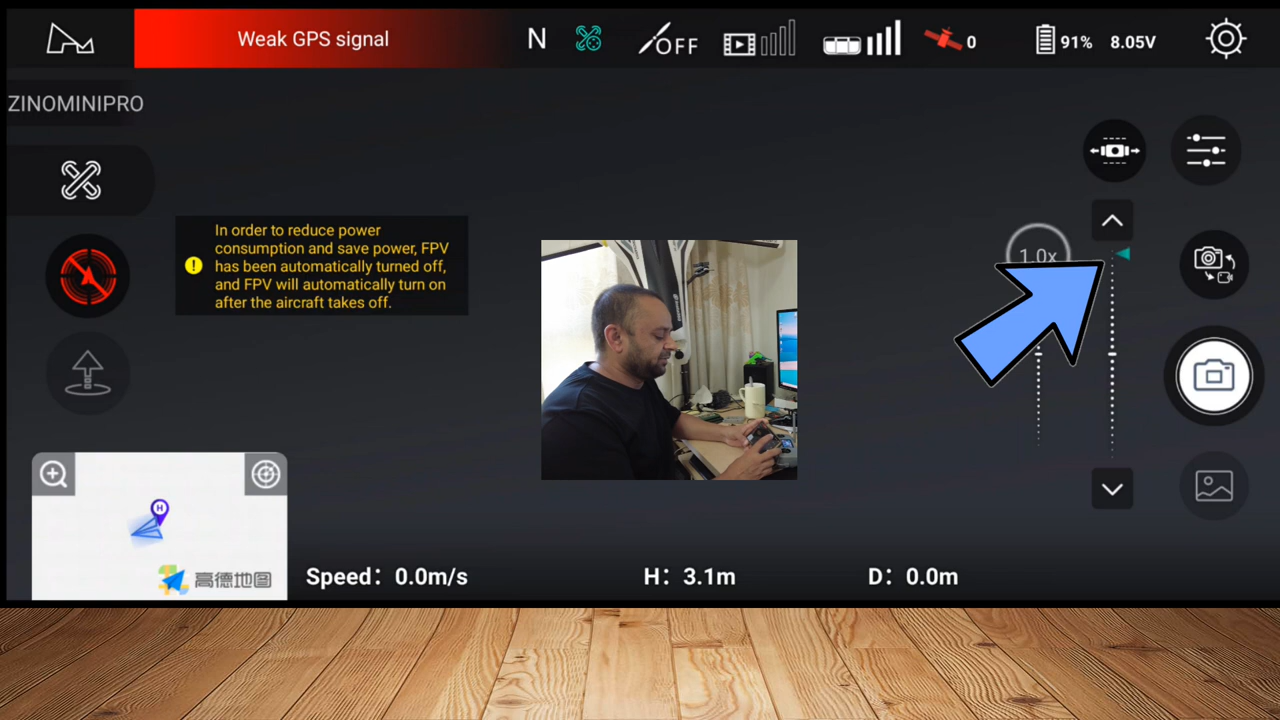 Weak GPS signal
N
OFF
0
91%
8.05V
ZINOMINIPRO
In order to reduce power
consumption and save power, FPV
has been automatically turned off,
and FPV will automatically turn on
after the aircraft takes off.
1.0x
H
高德地图
Speed：0.0m/s
H：3.1m
D：0.0m